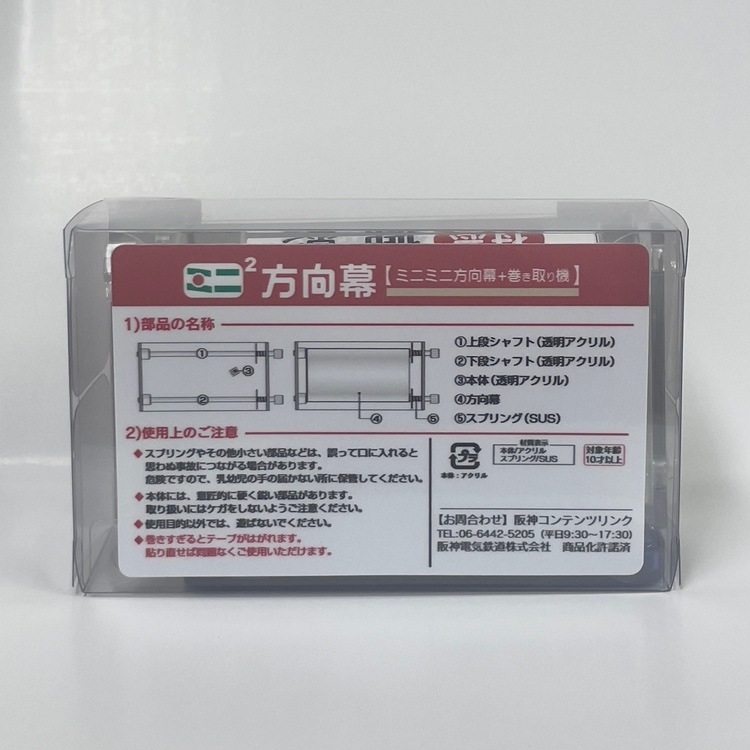 ミニ² 方向幕【ミニミニ方向幕+巻き取り機】
1)部品の名称
① ② ③ ④ ⑤
①上段シャフト(透明アクリル)
②下段シャフト(透明アクリル)
③本体(透明アクリル)
④方向幕
⑤スプリング(SUS)
2)使用上のご注意
◆スプリングやその他小さい部品などは、誤って口に入れると
思わぬ事故につながる場合があります。
危険ですので、乳幼児の手の届かない所に保管してください。
◆本体には、意匠的に硬く鋭い部品があります。
取り扱いにはケガをしないようご注意ください。
◆使用目的以外では、遊ばないでください。
◆巻きすぎるとテープがはがれます。
貼り直せば問題なくご使用いただけます。
プラ
本体:アクリル
材質表示
本体/アクリル
スプリング/SUS
対象年齢
10才以上
【お問合わせ】阪神コンテンツリンク
TEL:06-6442-5205 (平日9:30~17:30)
阪神電気鉄道株式会社 商品化許諾済